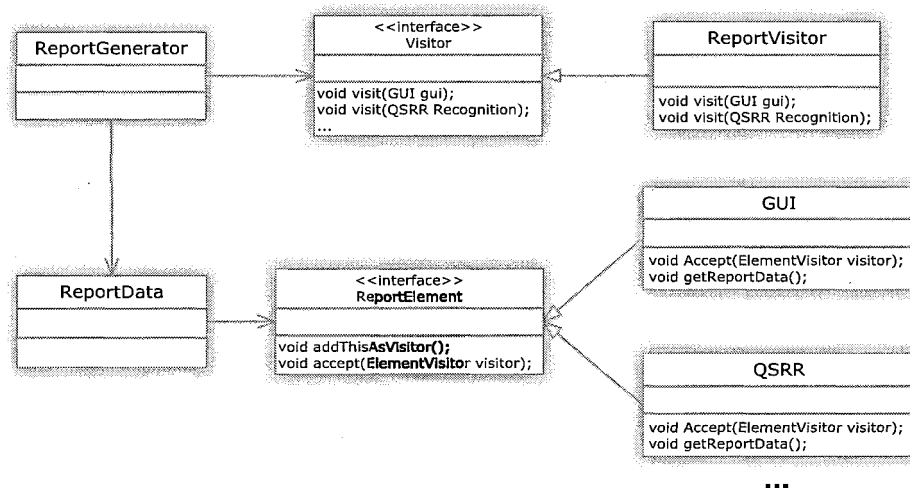 ReportGenerator
<<interface>>
Visitor
void visit(GUI gui);
void visit(QSRR Recognition);
...
ReportVisitor
void visit(GUI gui);
void visit(QSRR Recognition);
ReportData
<<interface>>
ReportElement
void addThisAsVisitor();
void accept(ElementVisitor visitor);
GUI
void Accept(ElementVisitor visitor);
void getReportData();
QSRR
void Accept(ElementVisitor visitor);
void getReportData();
...